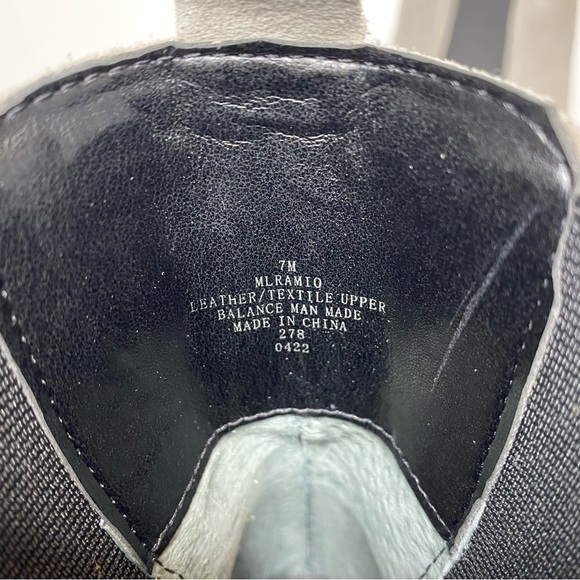 7M
MLRAMIO
LEATHER/TEXTILE UPPER
BALANCE MAN MADE
MADE IN CHINA
278
0422